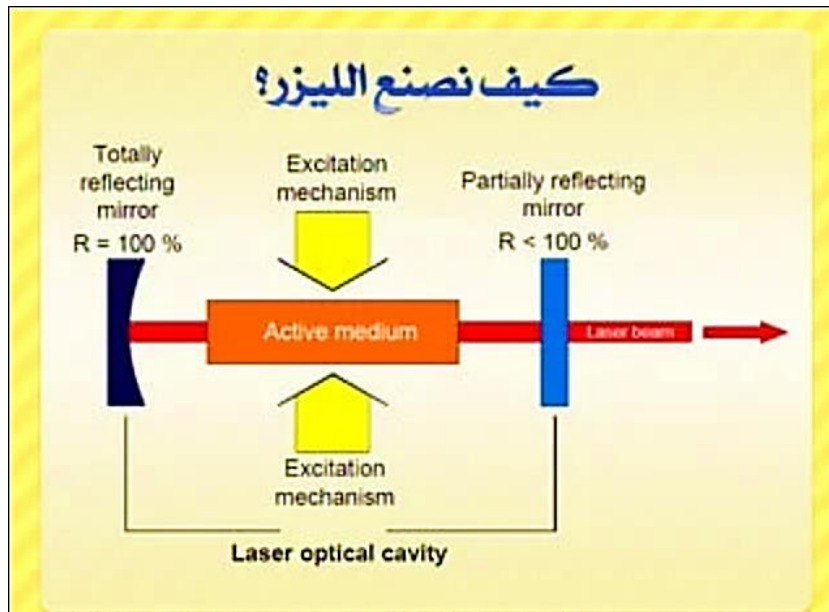 كيف نصنع الليزر؟
Totally
reflecting
mirror
R = 100 %
Excitation
mechanism
Partially reflecting
mirror
R < 100 %
Active medium
Laser beam
Excitation
mechanism
Laser optical cavity